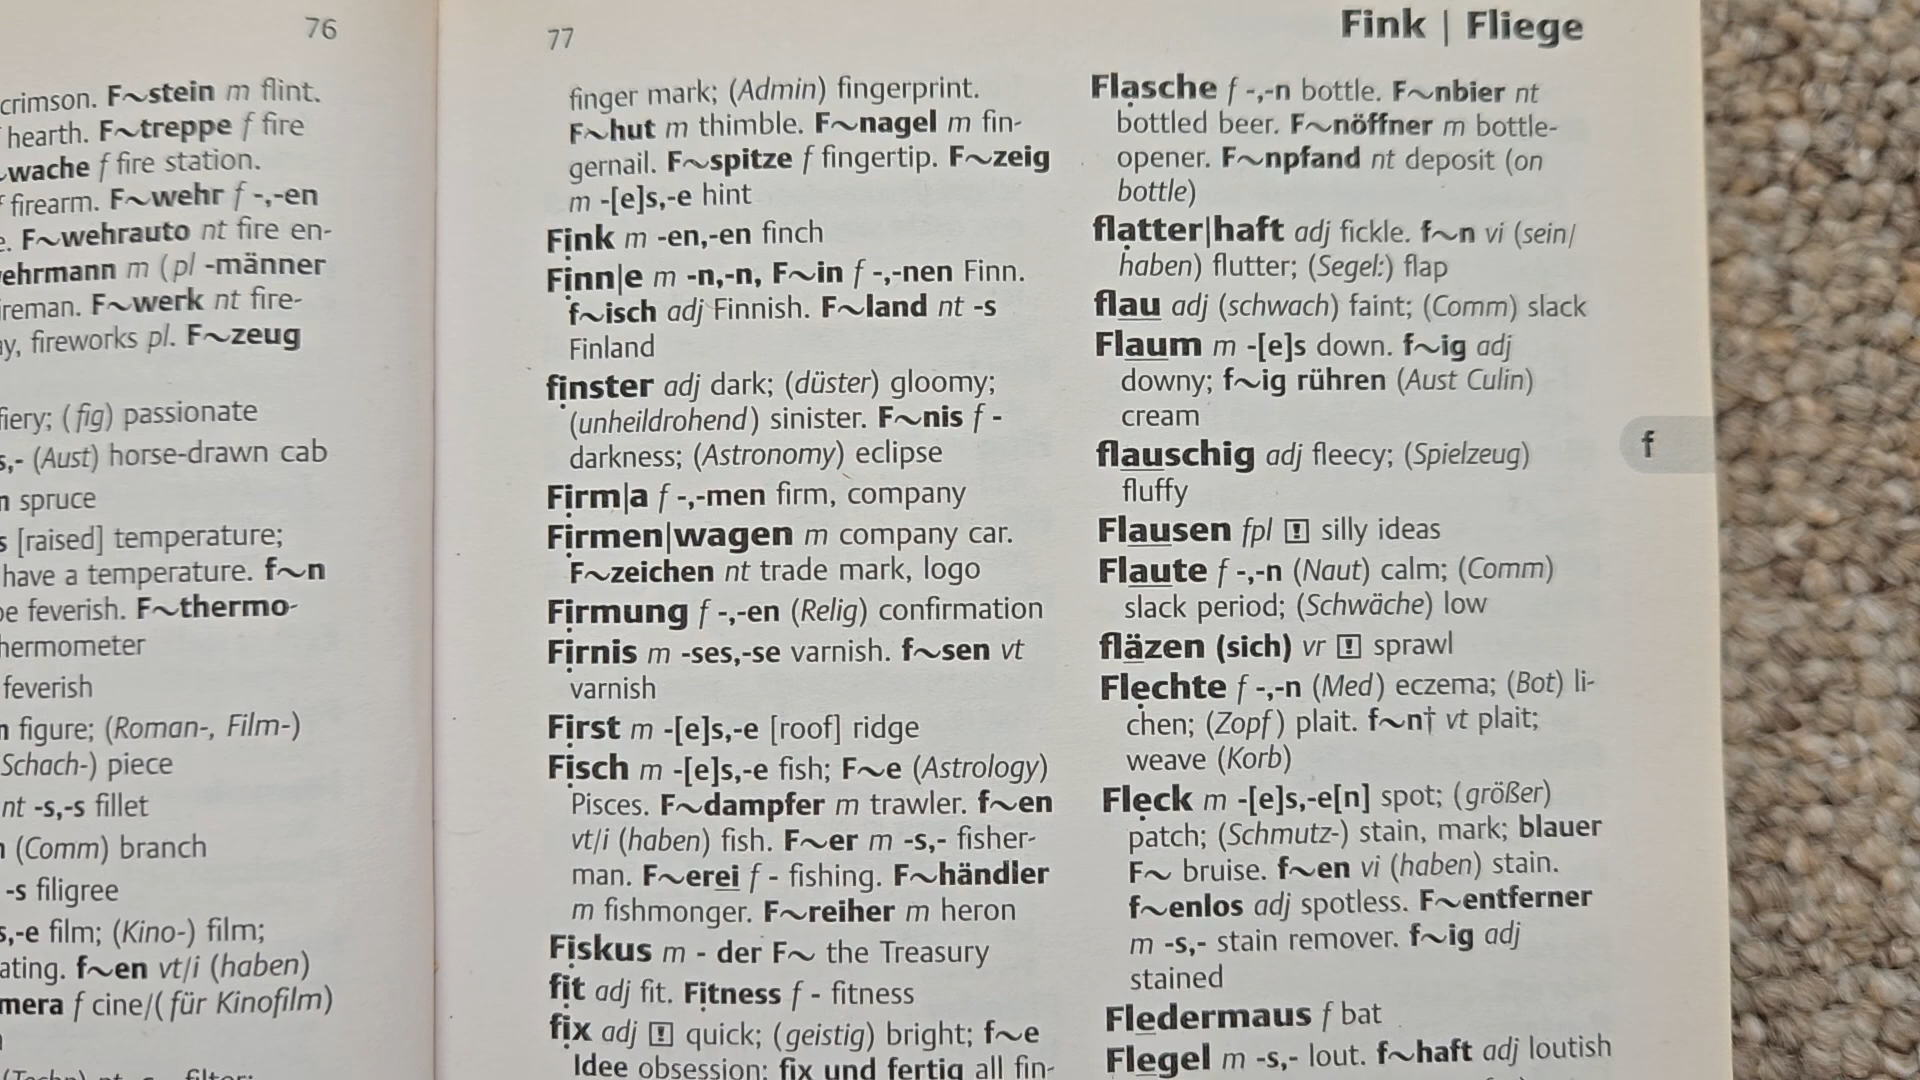 76
crimson. F~stein m flint.
hearth. F~treppe f fire
wache f fire station.
firearm. F~wehr f -,-en
F~wehrauto nt fire en-
ehrmann m (pl -männer
ireman. F~werk nt fire-
ay, fireworks pl. F~zeug
fiery; (fig) passionate
s,- (Aust) horse-drawn cab
spruce
s [raised] temperature;
have a temperature. f~n
be feverish. F~thermo-
hermometer
feverish
figure; (Roman-, Film-)
Schach-) piece
nt -s,-s fillet
(Comm) branch
-s filigree
s,-e film; (Kino-) film;
ating. f~en vt/i (haben)
mera f cine/(für Kinofilm)
77
finger mark; (Admin) fingerprint.
F~hut m thimble. F~nagel m fin-
gernail. F~spitze f fingertip. F~zeig
m -[e]s,-e hint
Fink m -en,-en finch
Finn|e m -n,-n, F~in f -,-nen Finn.
f~isch adj Finnish. F~land nt -s
Finland
finster adj dark; (düster) gloomy;
(unheildrohend) sinister. F~nis f -
darkness; (Astronomy) eclipse
Firm|a f -,-men firm, company
Firmen|wagen m company car.
F~zeichen nt trade mark, logo
Firmung f -,-en (Relig) confirmation
Firnis m -ses,-se varnish. f~sen vt
varnish
First m -[e]s,-e [roof] ridge
Fisch m -[e]s,-e fish; F~e (Astrology)
Pisces. F~dampfer m trawler. f~en
vt/i (haben) fish. F~er m -s,- fisher-
man. F~erei f - fishing. F~händler
m fishmonger. F~reiher m heron
Fiskus m - der F~ the Treasury
fit adj fit. Fitness f - fitness
fix adj [!] quick; (geistig) bright; f~e
Idee obsession; fix und fertig all fin-
Fink | Fliege
Flasche f -,-n bottle. F~nbier nt
bottled beer. F~nöffner m bottle-
opener. F~npfand nt deposit (on
bottle)
flatter|haft adj fickle. f~n vi (sein/
haben) flutter; (Segel:) flap
flau adj (schwach) faint; (Comm) slack
Flaum m -[e]s down. f~ig adj
downy; f~ig rühren (Aust Culin)
cream
flauschig adj fleecy; (Spielzeug)
fluffy
Flausen fpl [!] silly ideas
Flaute f -,-n (Naut) calm; (Comm)
slack period; (Schwäche) low
fläzen (sich) vr [!] sprawl
Flechte f -,-n (Med) eczema; (Bot) li-
chen; (Zopf) plait. f~n† vt plait;
weave (Korb)
Fleck m -[e]s,-e[n] spot; (größer)
patch; (Schmutz-) stain, mark; blauer
F~ bruise. f~en vi (haben) stain.
f~enlos adj spotless. F~entferner
m -s,- stain remover. f~ig adj
stained
Fledermaus f bat
Flegel m -s,- lout. f~haft adj loutish
f